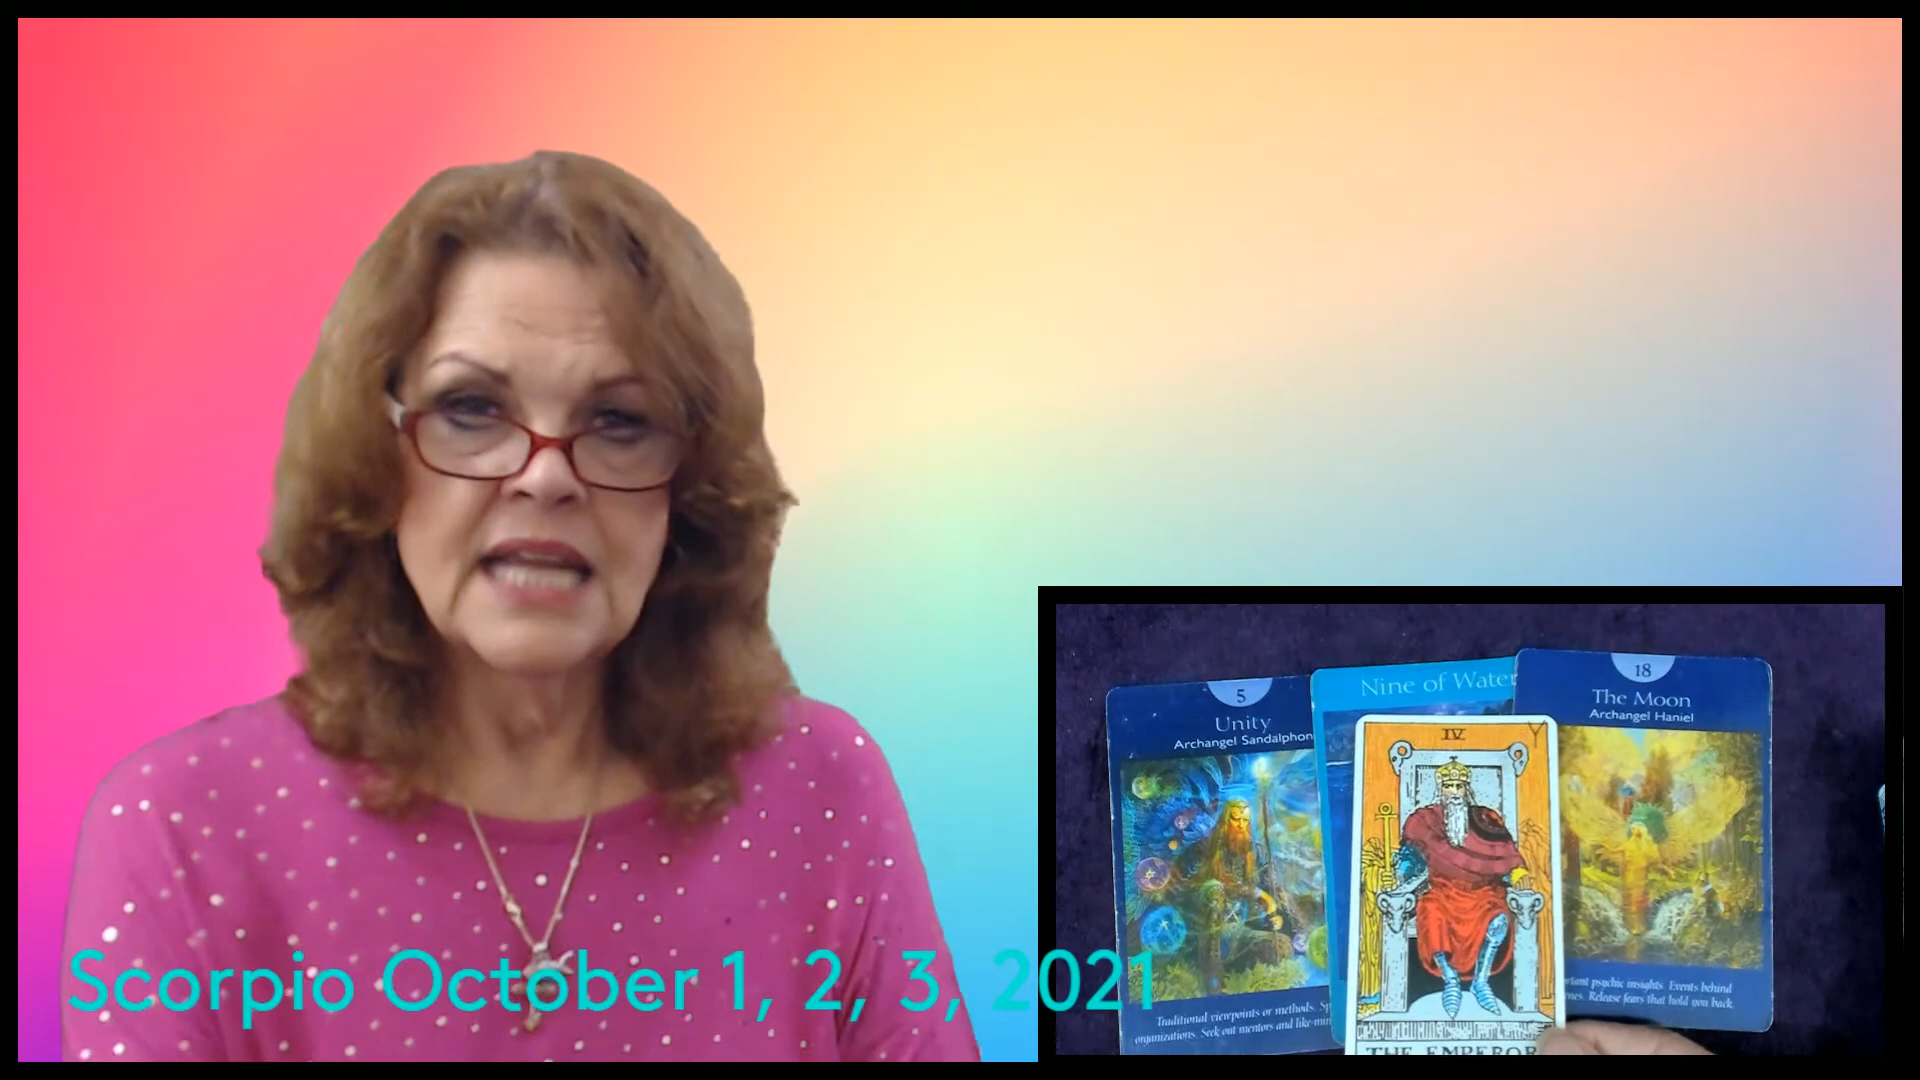 Scorpio October 1, 2, 3, 2021
5
Unity
Archangel Sandalphon
Traditional viewpoints or methods.
organizations. Seek out mentors and
Nine of Water
18
The Moon
Archangel Haniel
psychic insights. Events behind
Release fears that hold you back.
IV
THE EMPEROR